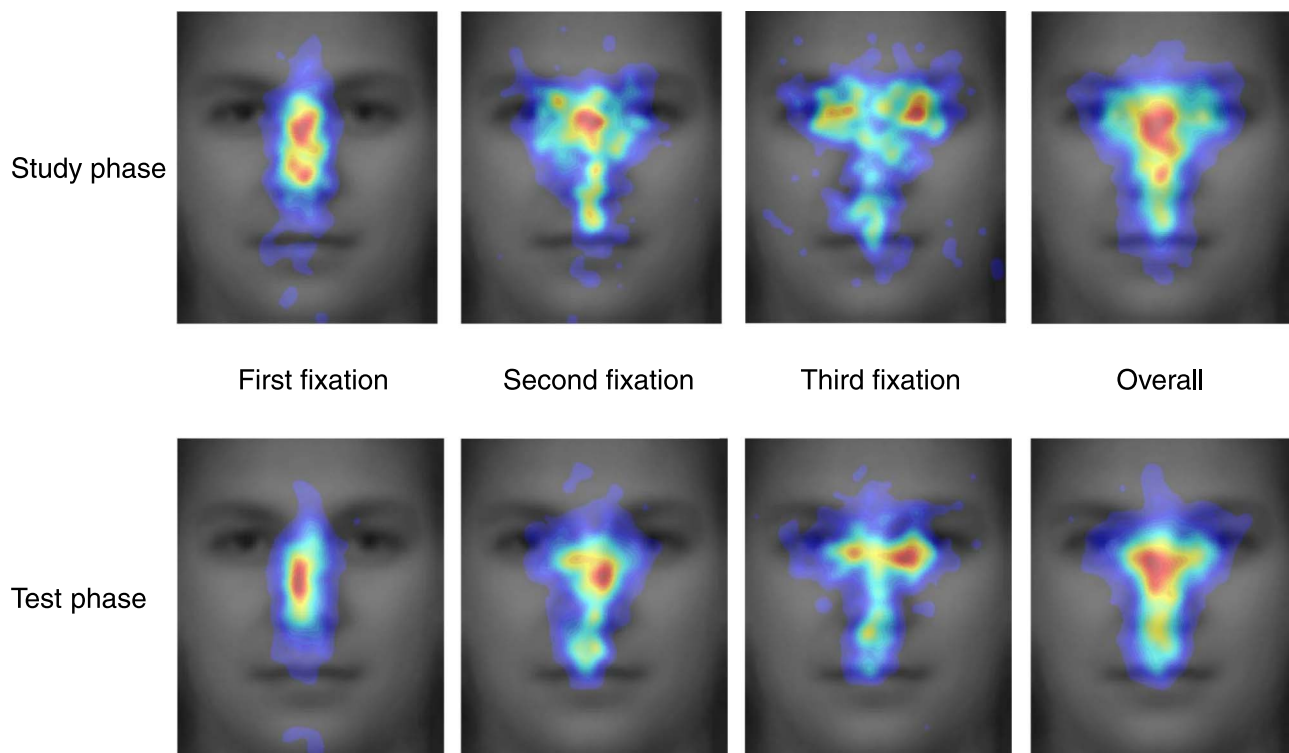 Study phase
First fixation
Second fixation
Third fixation
Overall
Test phase